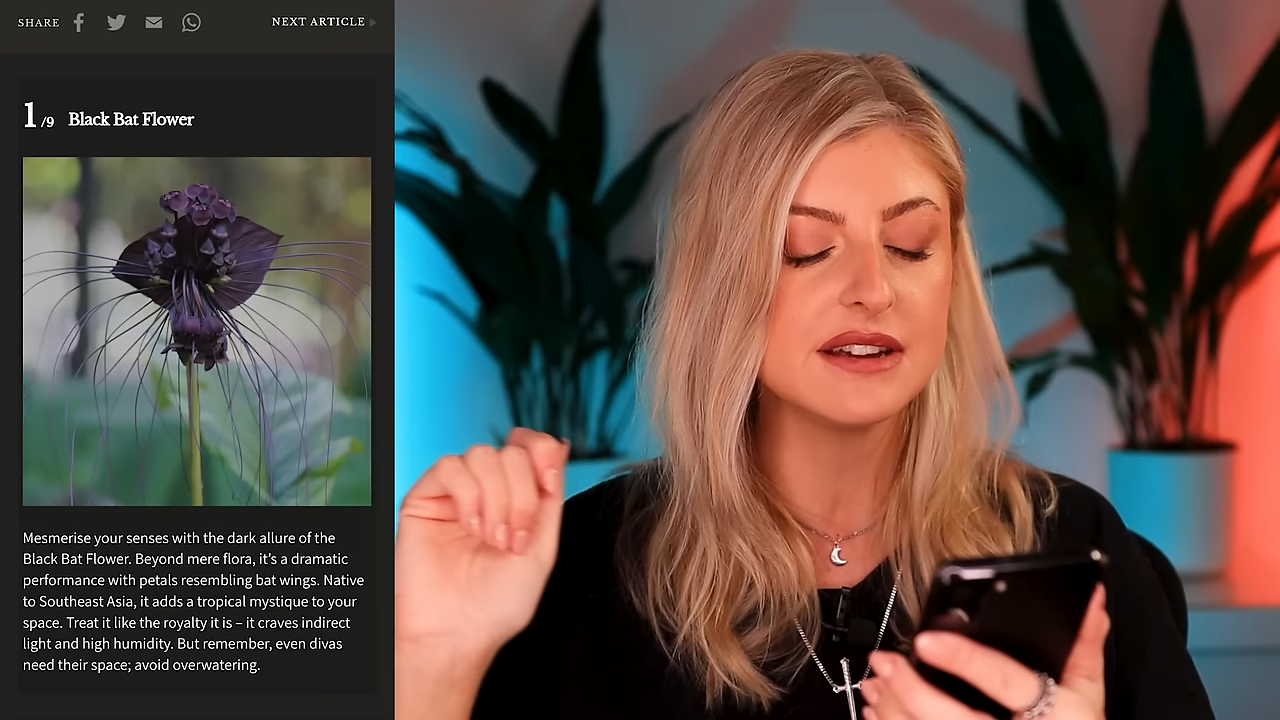 SHARE
NEXT ARTICLE
1/9 Black Bat Flower
Mesmerise your senses with the dark allure of the
Black Bat Flower. Beyond mere flora, it's a dramatic
performance with petals resembling bat wings. Native
to Southeast Asia, it adds a tropical mystique to your
space. Treat it like the royalty it is – it craves indirect
light and high humidity. But remember, even divas
need their space; avoid overwatering.